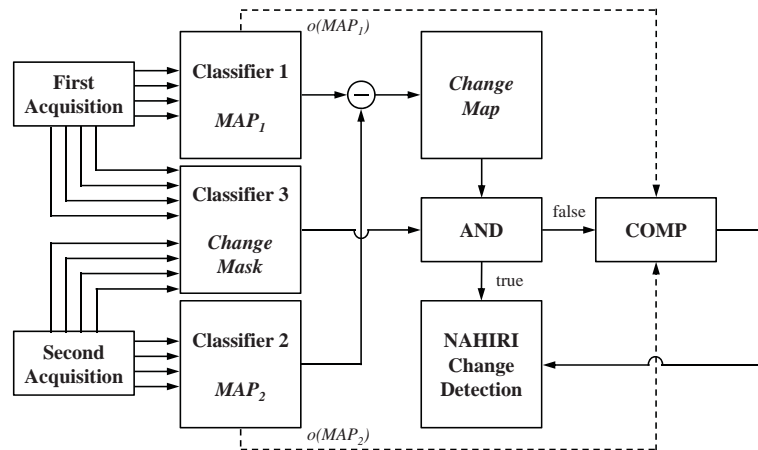 o(MAP1)
First
Acquisition
Classifier 1
MAP1
−
Change
Map
Classifier 3
Change
Mask
AND
false
COMP
true
Second
Acquisition
Classifier 2
MAP2
NAHIRI
Change
Detection
o(MAP2)